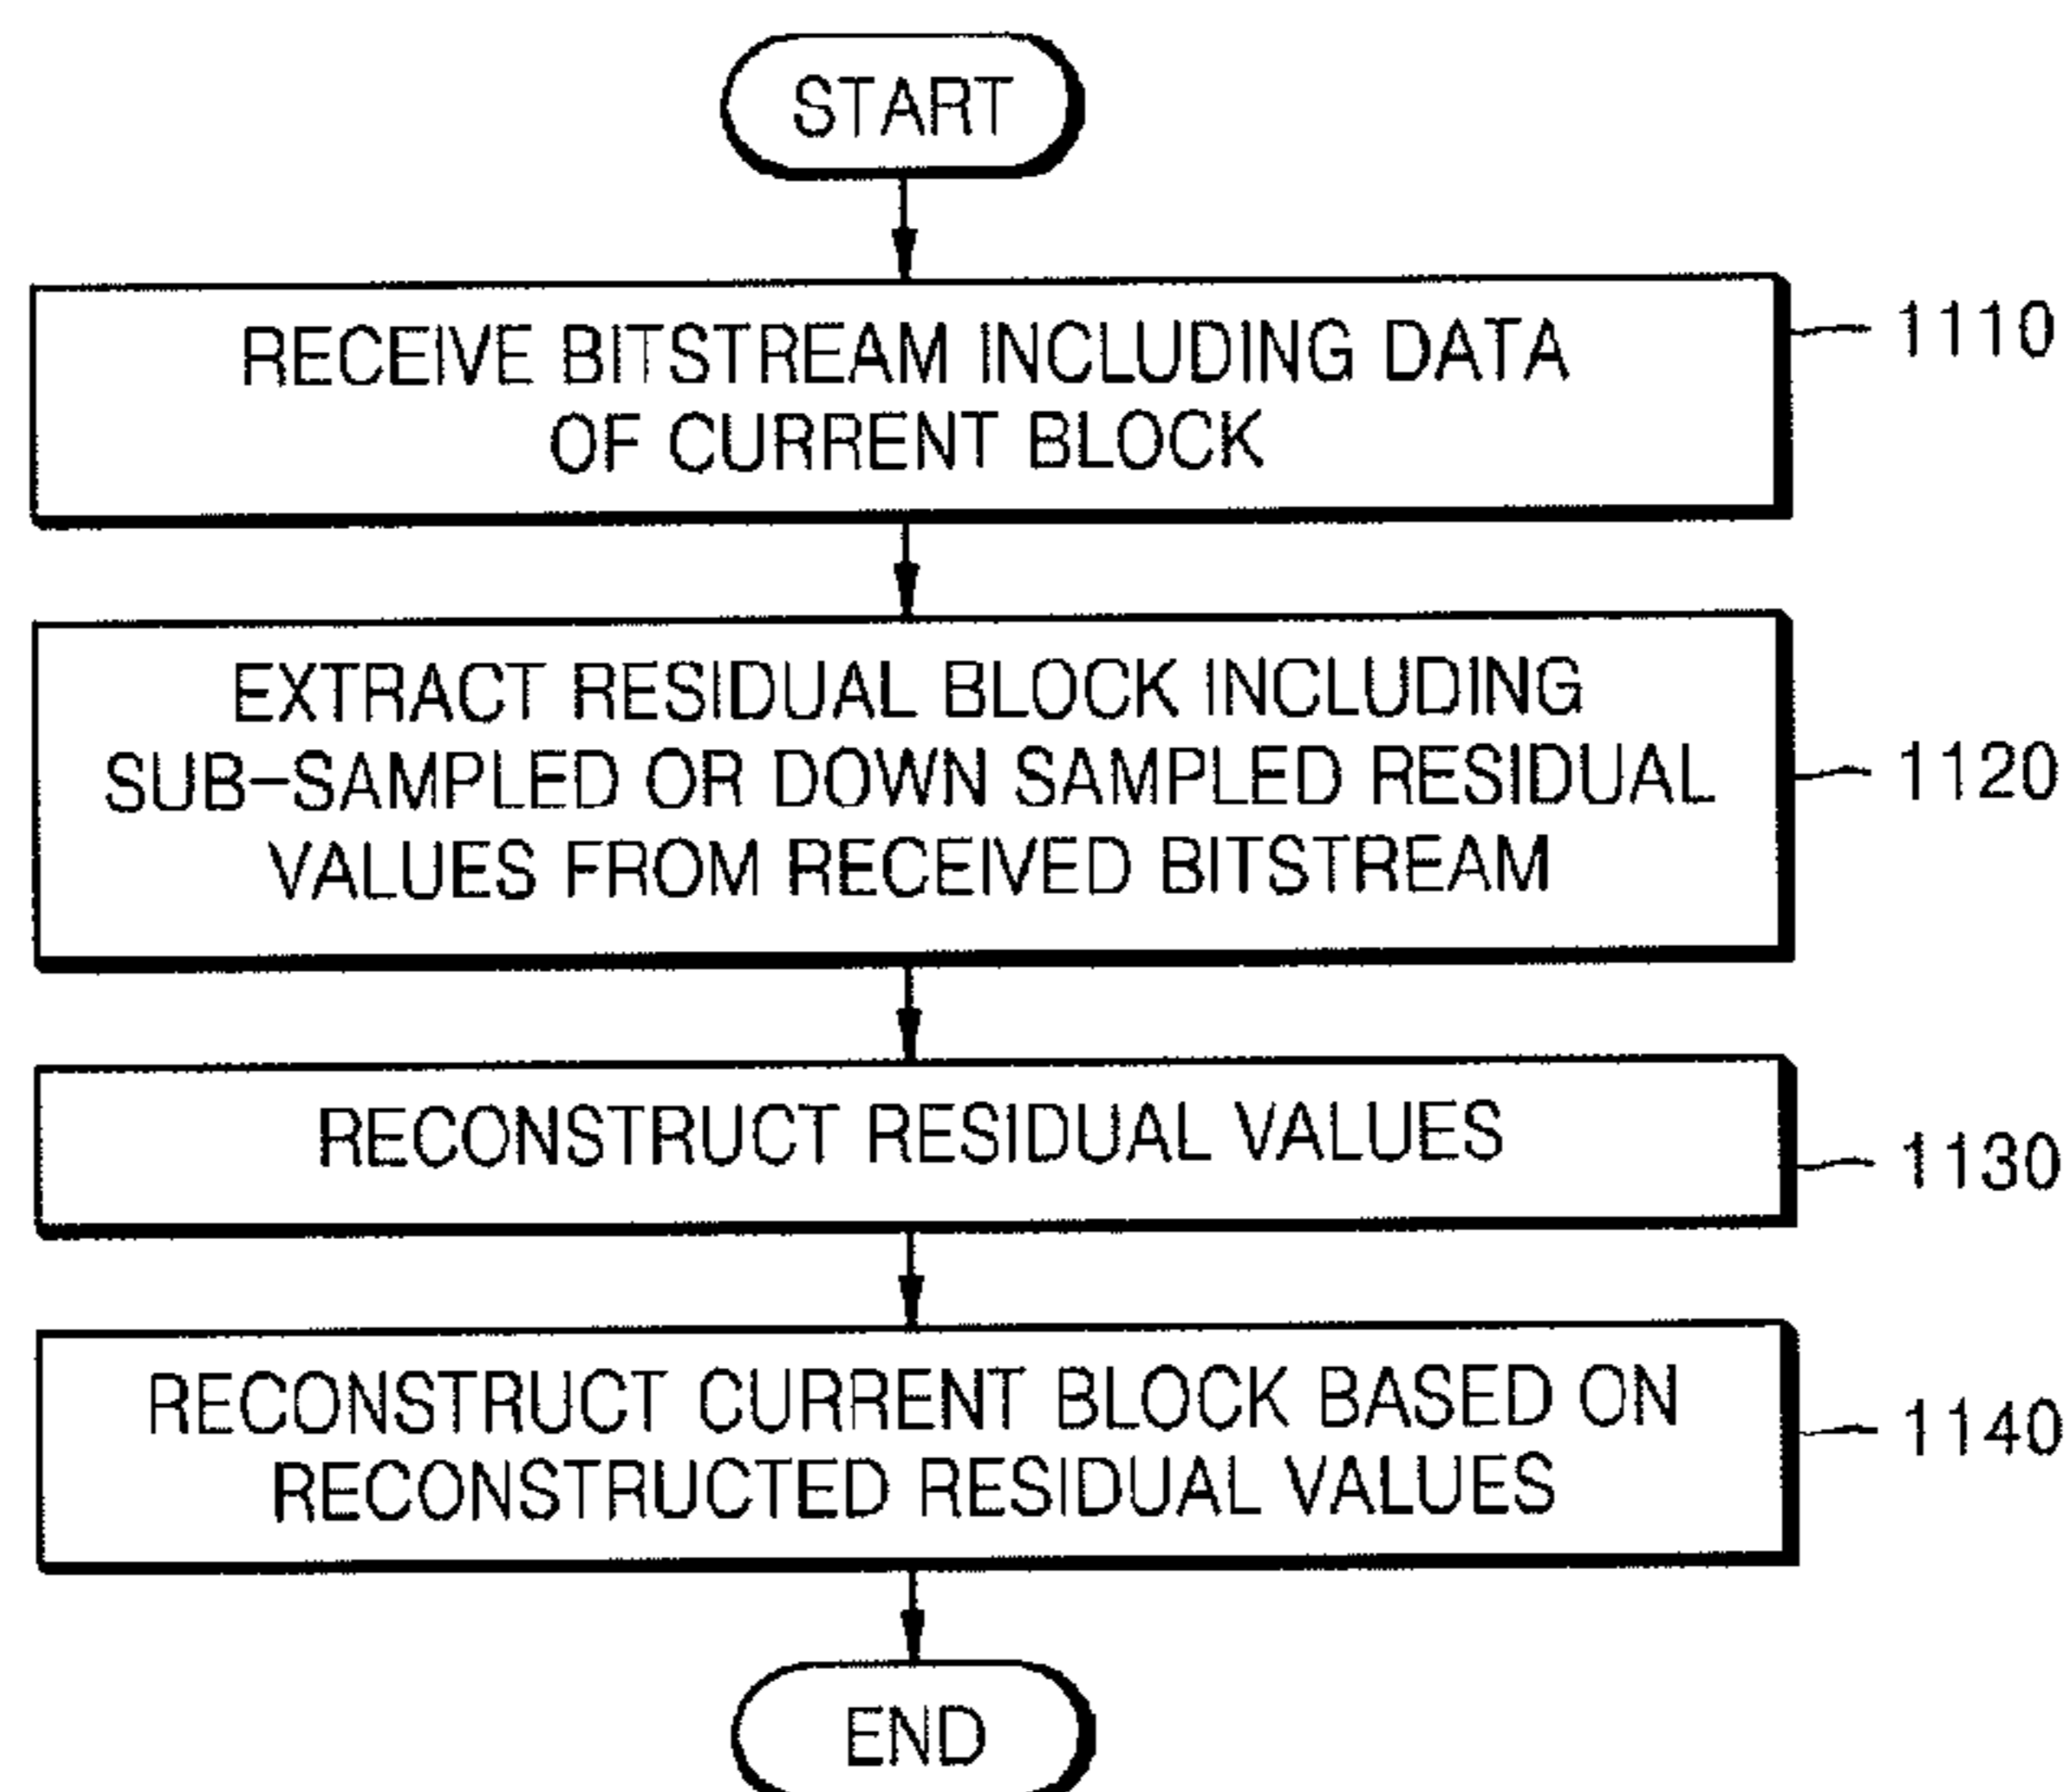 START
RECEIVE BITSTREAM INCLUDING DATA
OF CURRENT BLOCK
1110
EXTRACT RESIDUAL BLOCK INCLUDING
SUB-SAMPLED OR DOWN SAMPLED RESIDUAL
VALUES FROM RECEIVED BITSTREAM
1120
RECONSTRUCT RESIDUAL VALUES
1130
RECONSTRUCT CURRENT BLOCK BASED ON
RECONSTRUCTED RESIDUAL VALUES
1140
END